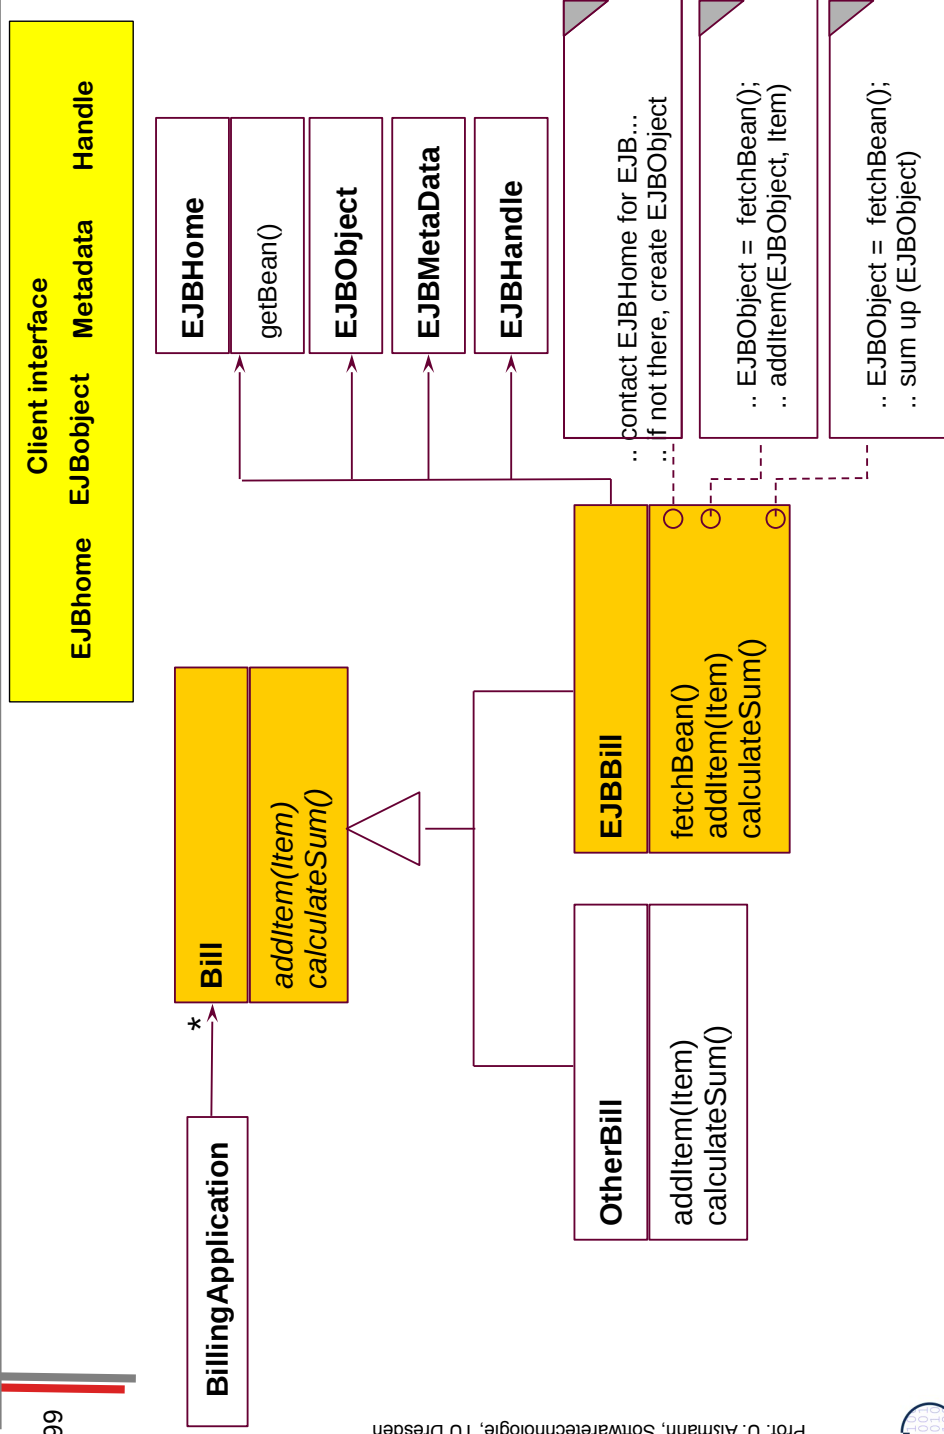 Client interface
EJBhome EJBobject Metadata Handle
BillingApplication
*
Bill
addItem(Item)
calculateSum()
EJBHome
getBean()
EJBObject
EJBMetaData
EJBHandle
OtherBill
addItem(Item)
calculateSum()
EJBBill
fetchBean()
addItem(Item)
calculateSum()
.. contact EJBHome for EJB...
.. if not there, create EJBObject
.. EJBObject = fetchBean();
.. addItem(EJBObject, Item)
.. EJBObject = fetchBean();
.. sum up (EJBObject)
Prof. U. Aßmann, Softwaretechnologie, TU Dresden
99